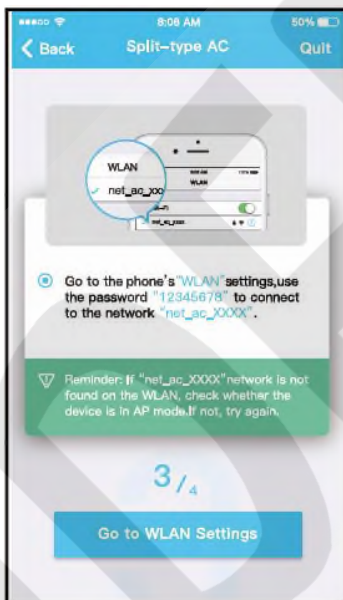 8:08 AM
50%
Back
Split-type AC
Quit
WLAN
net_ac_xxx
WLAN
net_ac_xxxx
Go to the phone's"WLAN"settings,use
the password "12345678" to connect
to the network "net_ac_XXXX".
Reminder: If "net_ac_XXXX"network is not
found on the WLAN, check whether the
device is in AP mode.If not, try again.
3/4
Go to WLAN Settings